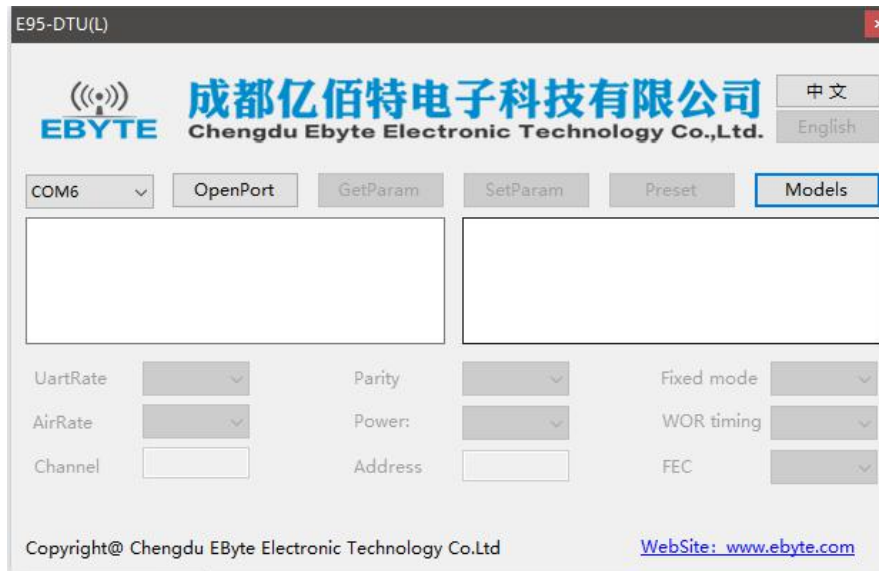 E95-DTU(L)
EBYTE
成都亿佰特电子科技有限公司
Chengdu Ebyte Electronic Technology Co.,Ltd.
中文
English
COM6 OpenPort GetParam SetParam Preset Models
UartRate Parity Fixed mode
AirRate Power: WOR timing
Channel Address FEC
Copyright@ Chengdu EByte Electronic Technology Co.Ltd WebSite: www.ebyte.com